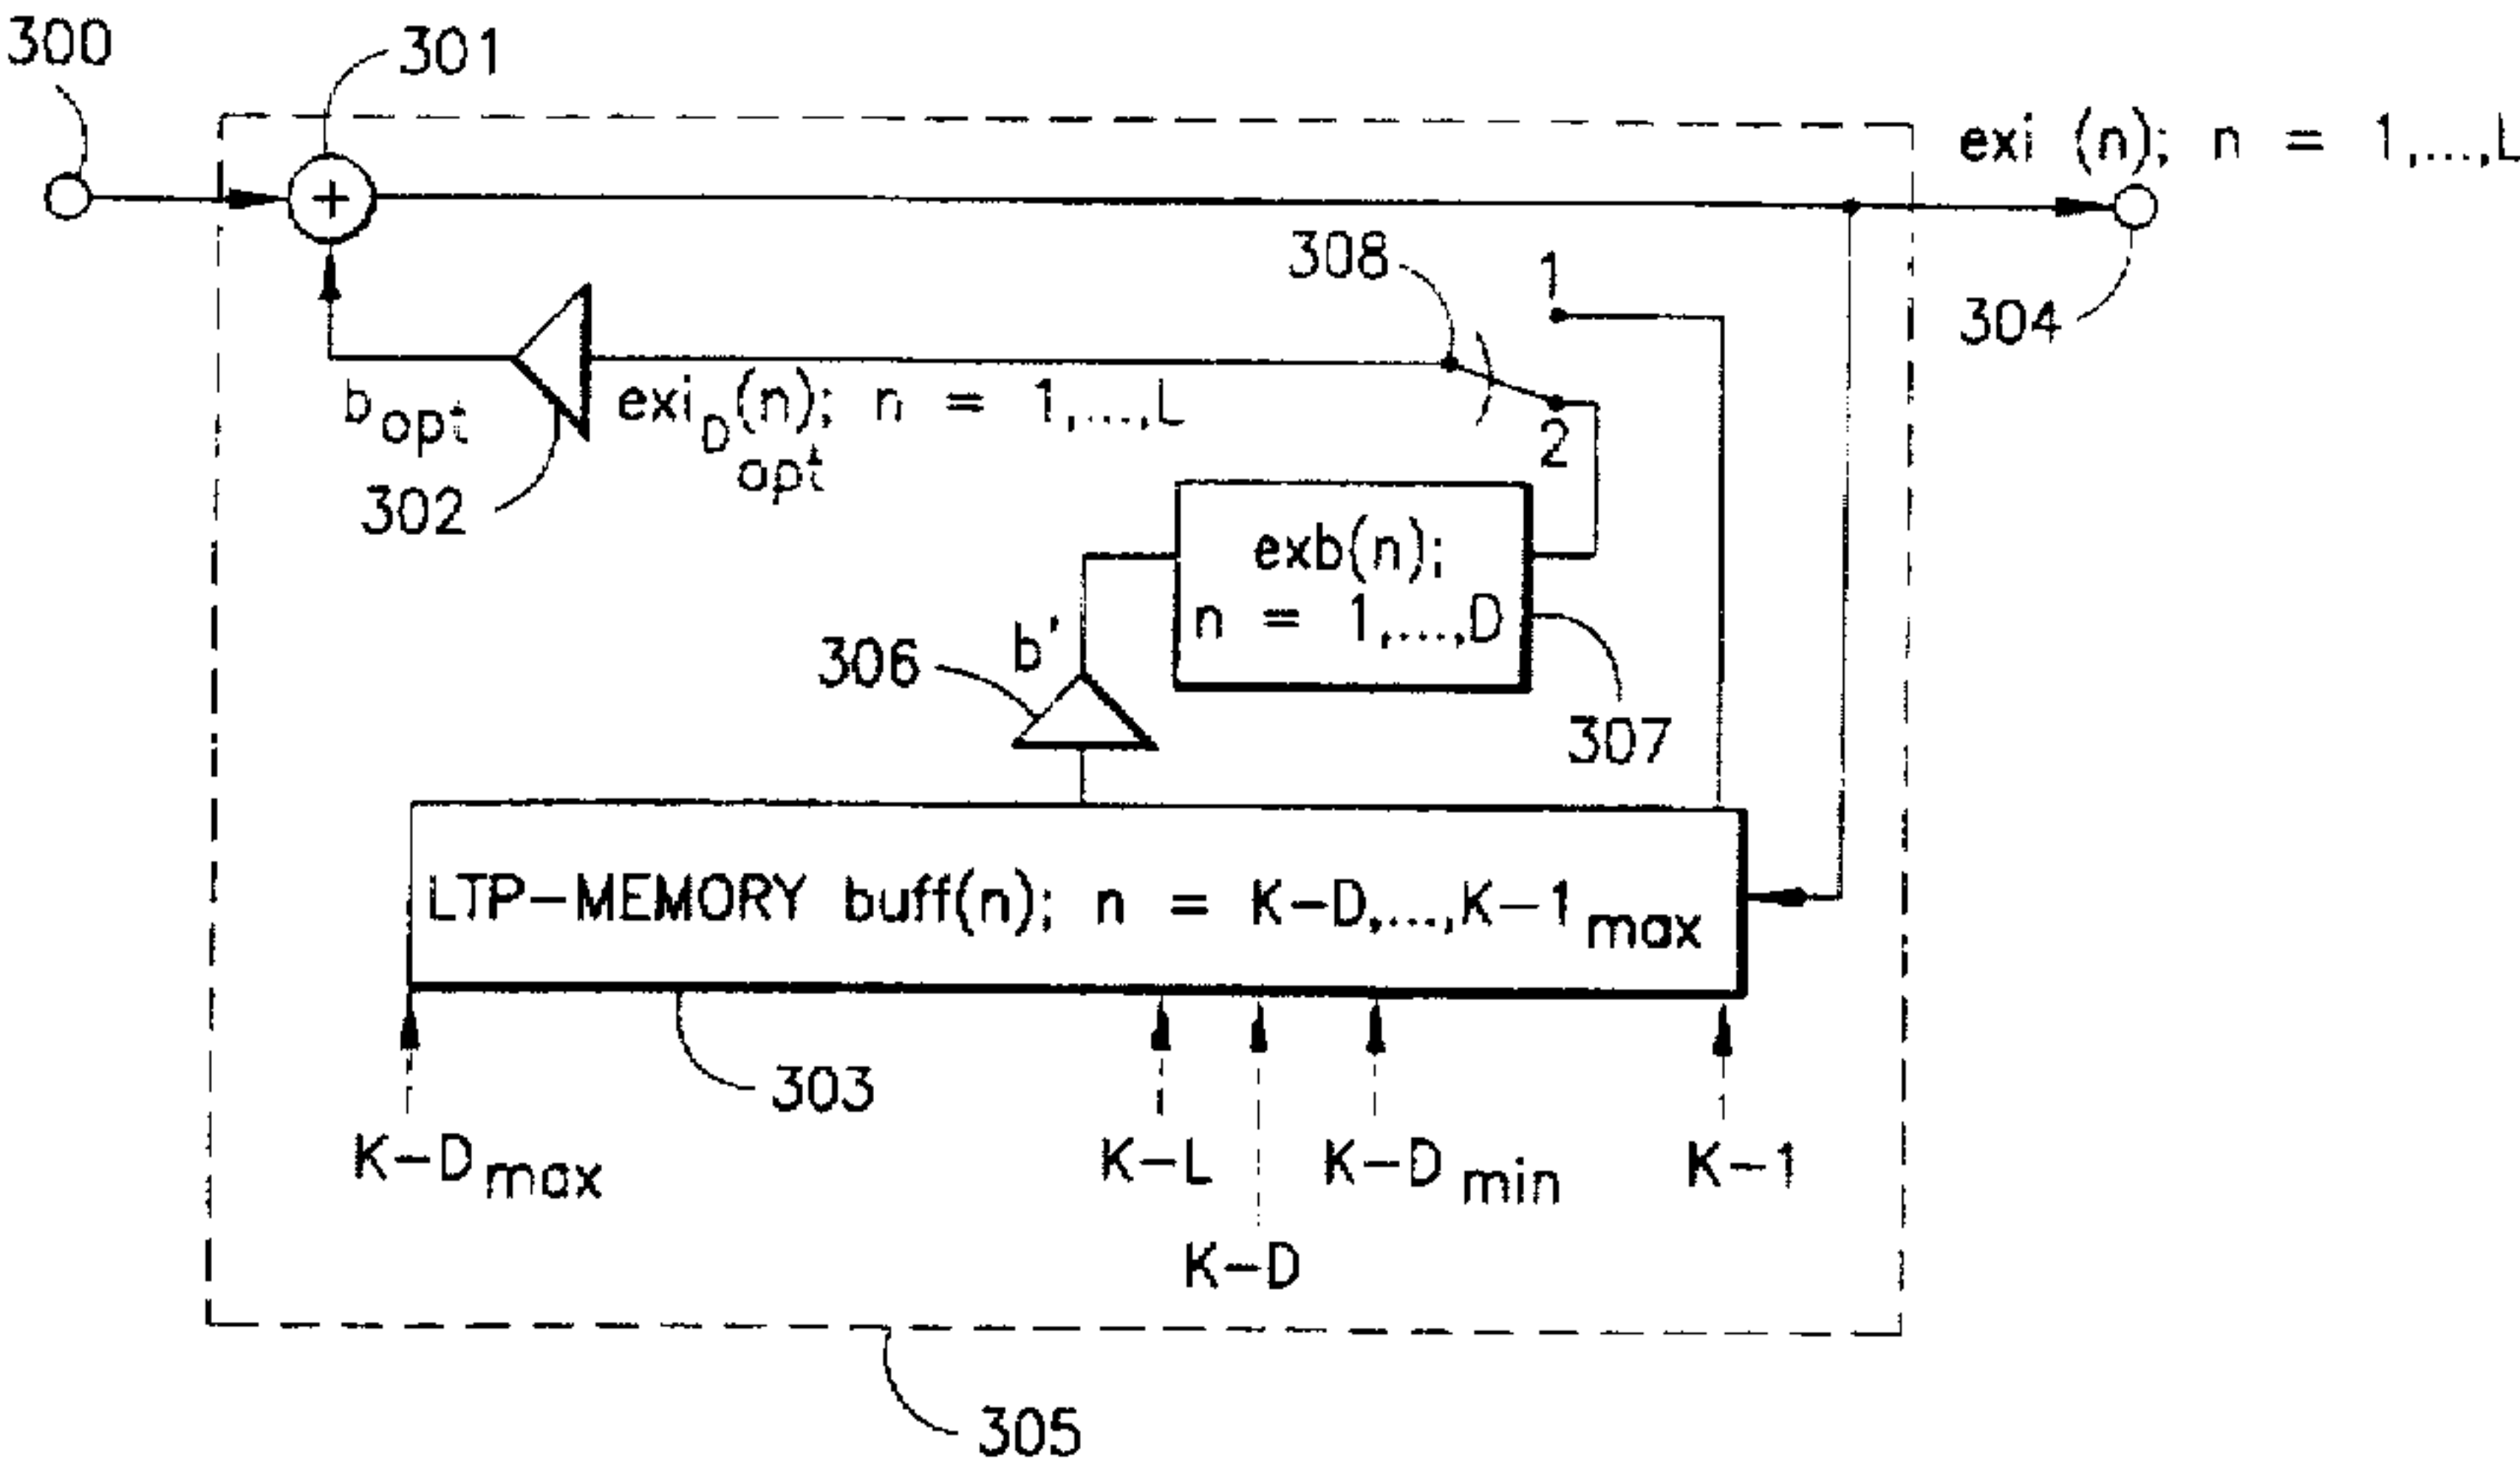 300
301
exi (n); n = 1,...,L
308
1
304
b opt
exi D opt (n); n = 1,...,L
2
302
exb(n);
n = 1,...,D
b'
306
307
LTP-MEMORY buff(n); n = K-D,...,K-1 max
303
K-D max
K-L
K-D min
K-1
K-D
305